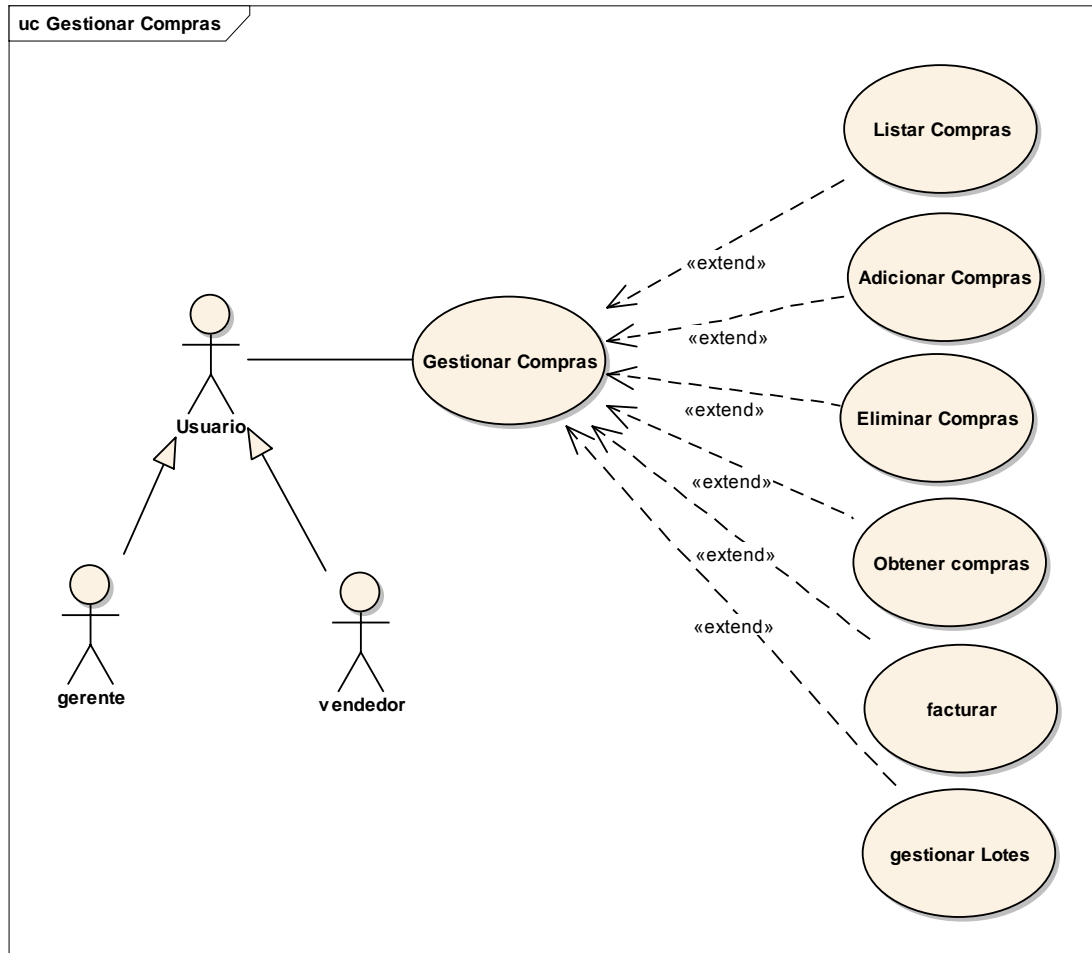 uc Gestionar Compras
Listar Compras
«extend»
Adicionar Compras
«extend»
Gestionar Compras
Eliminar Compras
«extend»
Usuario
«extend»
Obtener compras
«extend»
«extend»
gerente
vendedor
facturar
gestionar Lotes